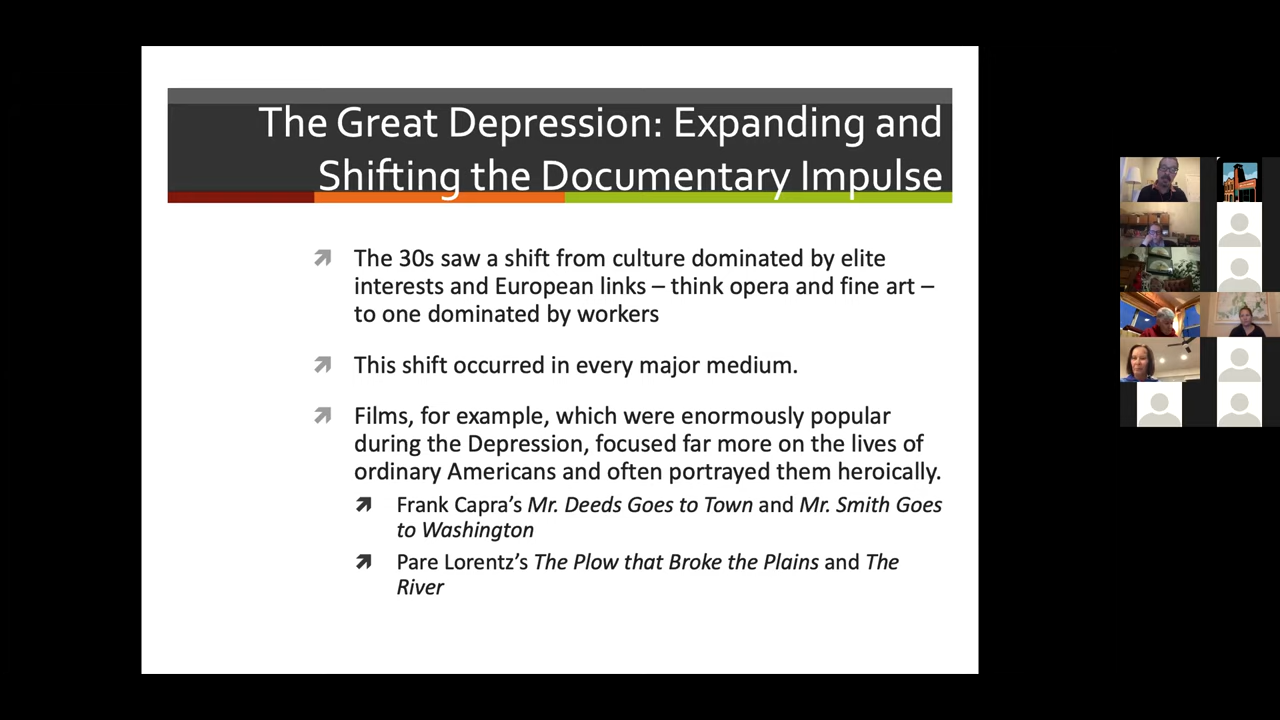 The Great Depression: Expanding and
Shifting the Documentary Impulse
The 30s saw a shift from culture dominated by elite
interests and European links – think opera and fine art –
to one dominated by workers
This shift occurred in every major medium.
Films, for example, which were enormously popular
during the Depression, focused far more on the lives of
ordinary Americans and often portrayed them heroically.
Frank Capra’s Mr. Deeds Goes to Town and Mr. Smith Goes
to Washington
Pare Lorentz’s The Plow that Broke the Plains and The
River